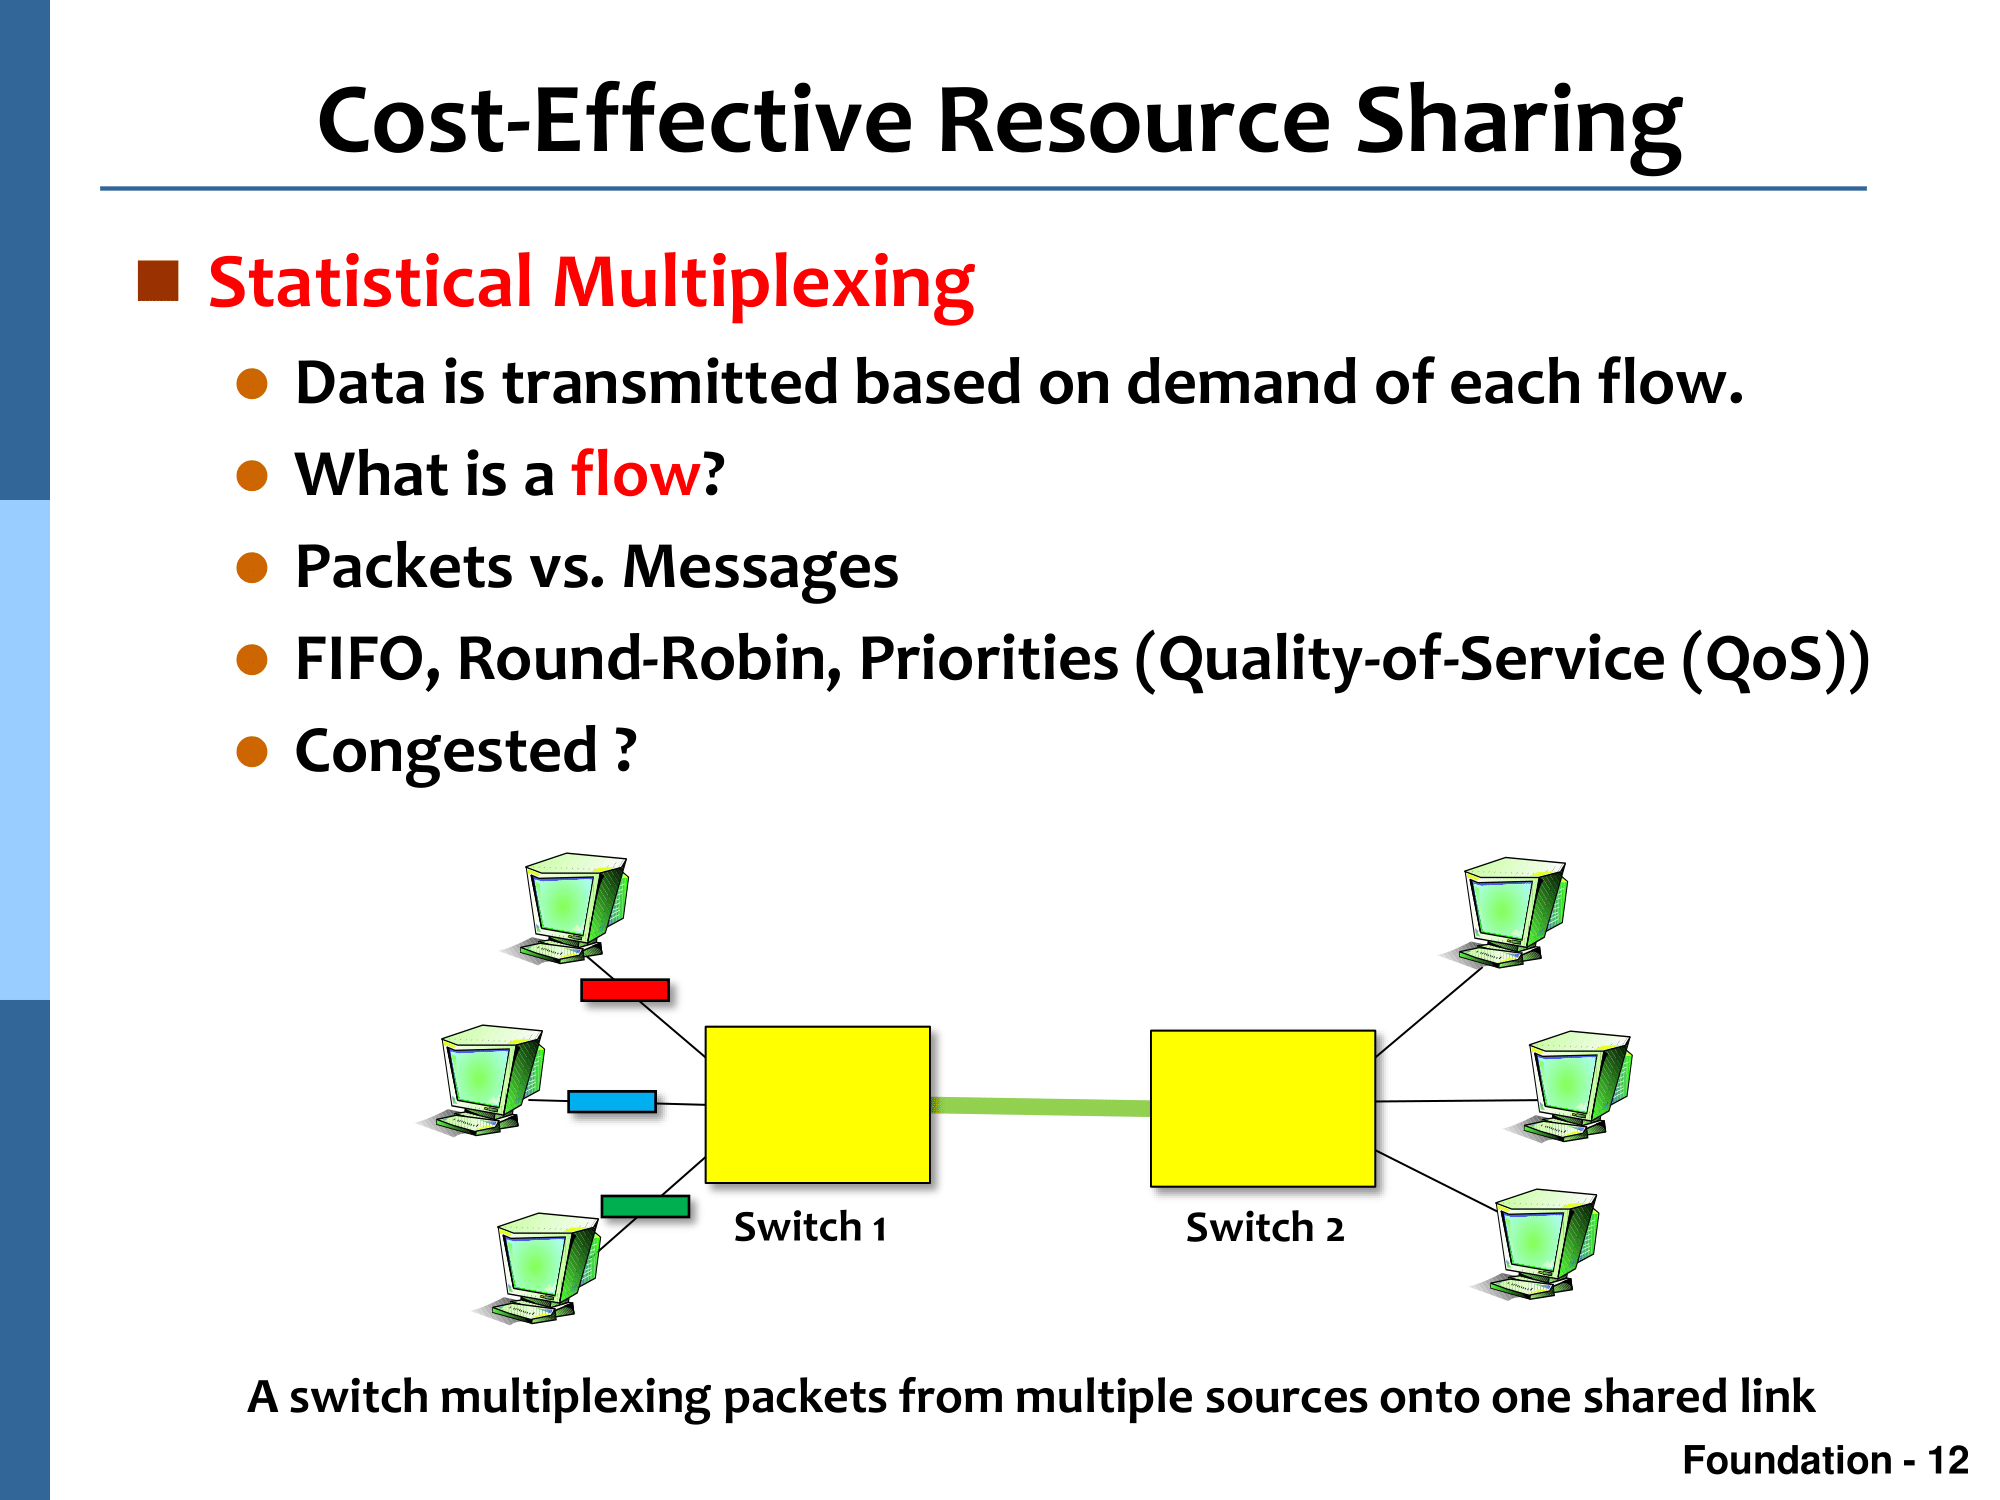 Cost-Effective Resource Sharing
Statistical Multiplexing
Data is transmitted based on demand of each flow.
What is a flow?
Packets vs. Messages
FIFO, Round-Robin, Priorities (Quality-of-Service (QoS))
Congested ?
Switch 1
Switch 2
A switch multiplexing packets from multiple sources onto one shared link
Foundation - 12